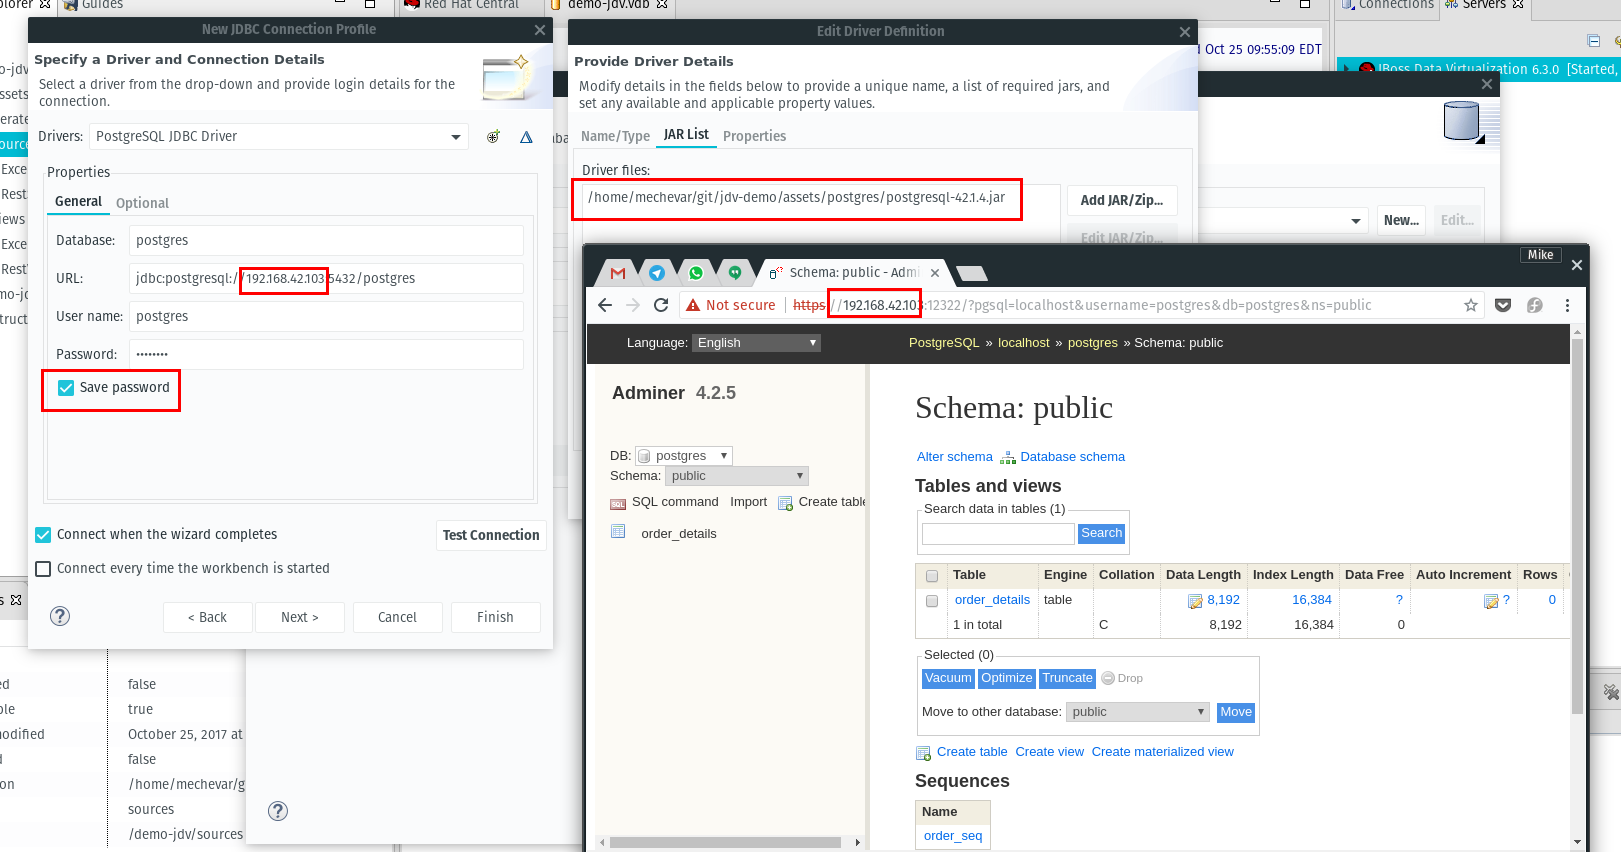 Guides
Red Hat Central
demo-jdv.vdb
Connections
Servers
Oct 25 09:55:09 EDT
JBoss Data Virtualization 6.3.0 [Started,
New JDBC Connection Profile
Specify a Driver and Connection Details
Select a driver from the drop-down and provide login details for the
connection.
Drivers: PostgreSQL JDBC Driver
Properties
General Optional
Database: postgres
URL: jdbc:postgresql://192.168.42.103:5432/postgres
User name: postgres
Password: ••••••••
Save password
Connect when the wizard completes
Test Connection
Connect every time the workbench is started
< Back Next > Cancel Finish
false
true
October 25, 2017 at
false
/home/mechevar/g
sources
/demo-jdv/sources
Edit Driver Definition
Provide Driver Details
Modify details in the fields below to provide a unique name, a list of required jars, and
set any available and applicable property values.
Name/Type JAR List Properties
Driver files:
/home/mechevar/git/jdv-demo/assets/postgres/postgresql-42.1.4.jar
Add JAR/Zip...
Edit JAR/Zip...
New... Edit...
Mike
Schema: public - Admi
Not secure https://192.168.42.103:12322/?pgsql=localhost&username=postgres&db=postgres&ns=public
Language: English
PostgreSQL » localhost » postgres » Schema: public
Adminer 4.2.5
DB: postgres
Schema: public
SQL command Import Create table
order_details
Schema: public
Alter schema Database schema
Tables and views
Search data in tables (1)
Search
Table Engine Collation Data Length Index Length Data Free Auto Increment Rows
order_details table 8,192 16,384 ? ? 0
1 in total C 8,192 16,384 0
Selected (0)
Vacuum Optimize Truncate Drop
Move to other database: public Move
Create table Create view Create materialized view
Sequences
Name
order_seq